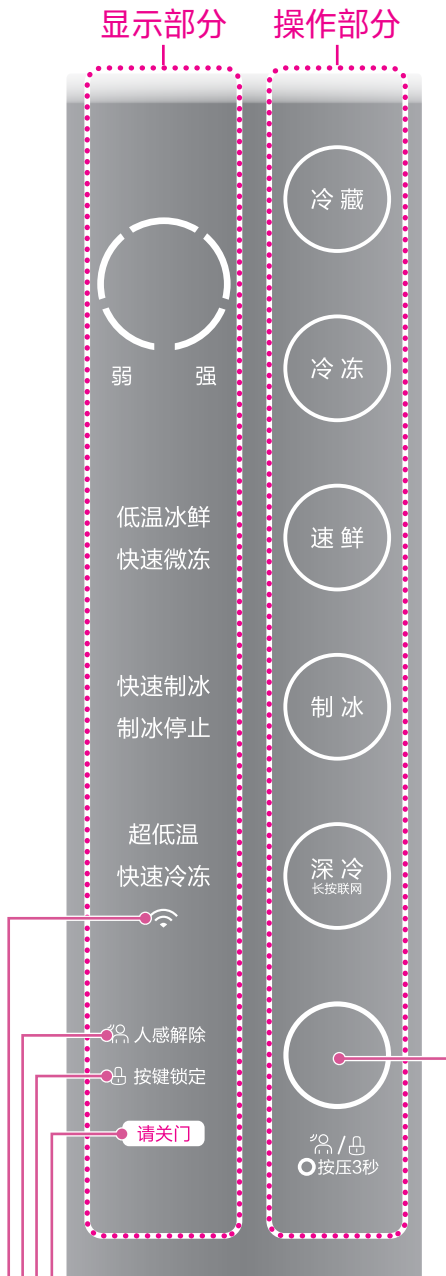 显示部分
操作部分
冷藏
弱
强
冷冻
低温冰鲜
快速微冻
速鲜
快速制冰
制冰停止
制冰
超低温
快速冷冻
深冷
长按联网
人感解除
按键锁定
请关门
/
按压3秒